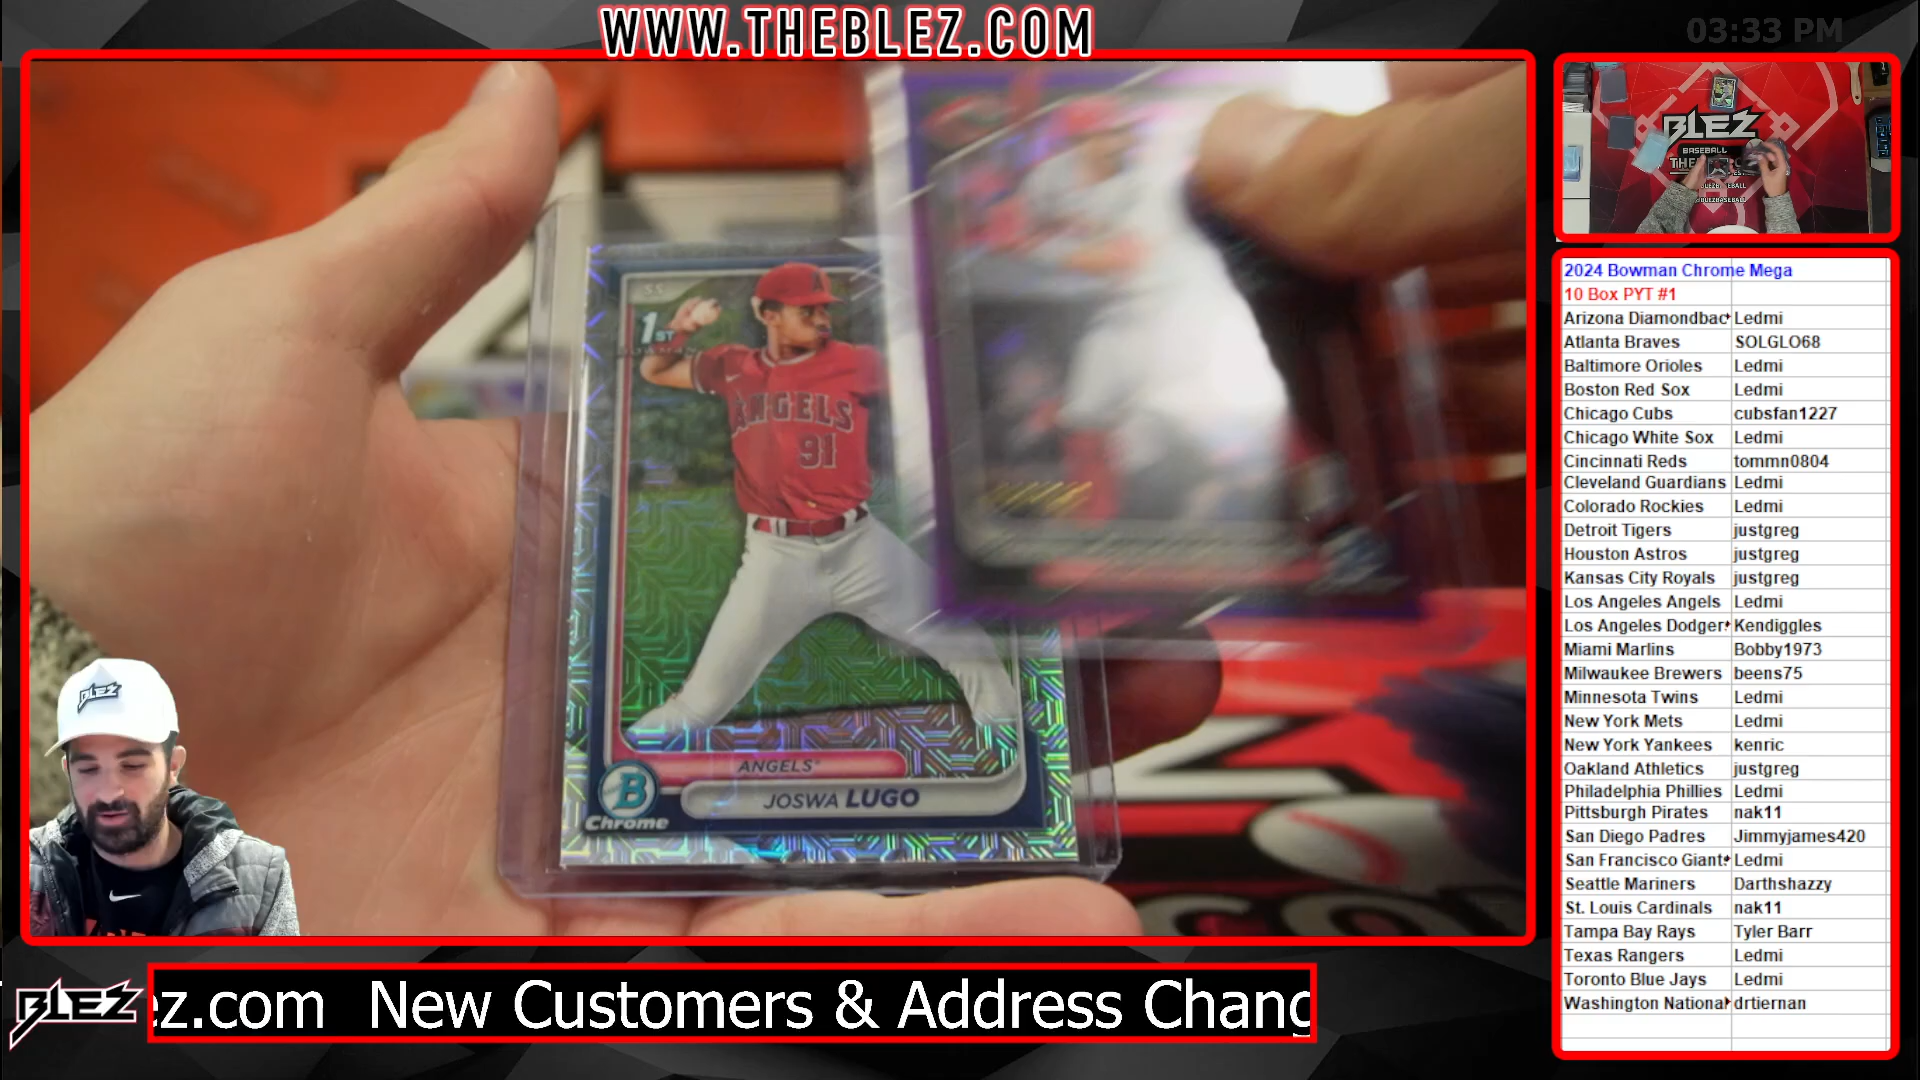 WWW.THEBLEZ.COM
03:33 PM
BLEZ
BASEBALL
SS
1ST
BOWMAN
ANGELS
91
ANGELS
JOSWA LUGO
B
Chrome
BLEZ
2024 Bowman Chrome Mega
10 Box PYT #1
Arizona Diamondbac Ledmi
Atlanta Braves SOLGLO68
Baltimore Orioles Ledmi
Boston Red Sox Ledmi
Chicago Cubs cubsfan1227
Chicago White Sox Ledmi
Cincinnati Reds tommn0804
Cleveland Guardians Ledmi
Colorado Rockies Ledmi
Detroit Tigers justgreg
Houston Astros justgreg
Kansas City Royals justgreg
Los Angeles Angels Ledmi
Los Angeles Dodger Kendiggles
Miami Marlins Bobby1973
Milwaukee Brewers beens75
Minnesota Twins Ledmi
New York Mets Ledmi
New York Yankees kenric
Oakland Athletics justgreg
Philadelphia Phillies Ledmi
Pittsburgh Pirates nak11
San Diego Padres Jimmyjames420
San Francisco Giant Ledmi
Seattle Mariners Darthshazzy
St. Louis Cardinals nak11
Tampa Bay Rays Tyler Barr
Texas Rangers Ledmi
Toronto Blue Jays Ledmi
Washington Nationa drtiernan
BLEZ
ez.com New Customers & Address Chang